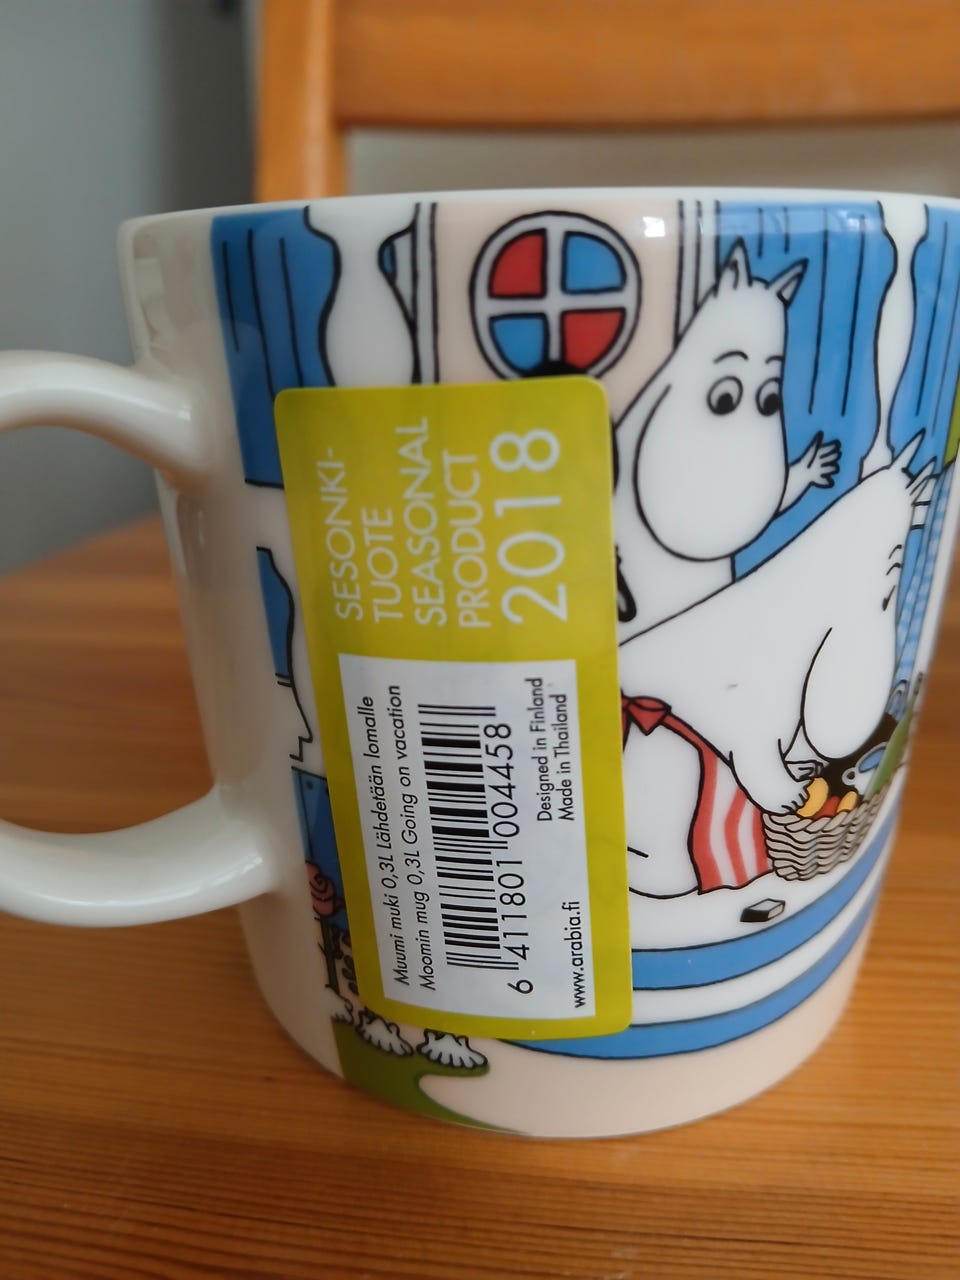 SESONKI-
TUOTE
SEASONAL
PRODUCT
2018
Muumi muki 0,3L Lähdetään lomalle
Moomin mug 0,3L Going on vacation
6 411801 004458
Designed in Finland
Made in Thailand
www.arabia.fi